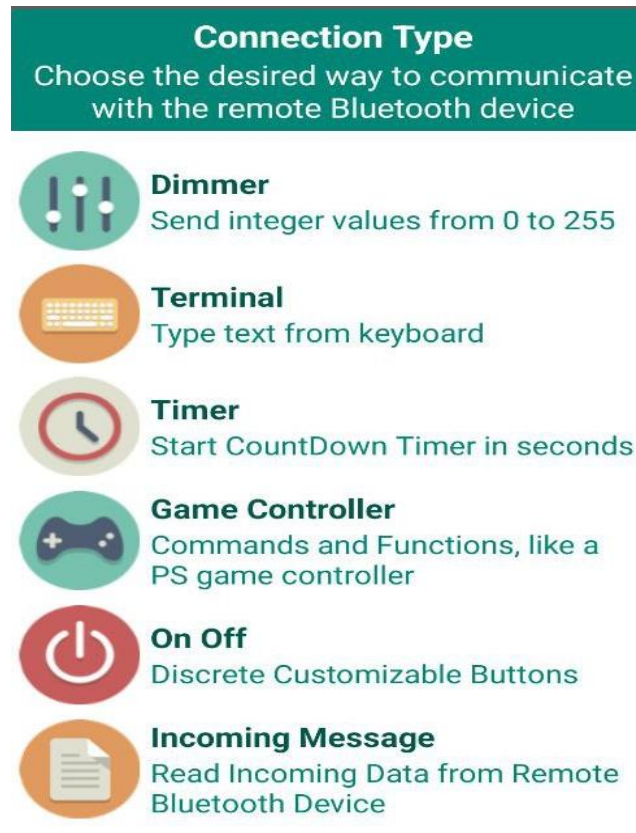 Connection Type
Choose the desired way to communicate
with the remote Bluetooth device
Dimmer
Send integer values from 0 to 255
Terminal
Type text from keyboard
Timer
Start CountDown Timer in seconds
Game Controller
Commands and Functions, like a
PS game controller
On Off
Discrete Customizable Buttons
Incoming Message
Read Incoming Data from Remote
Bluetooth Device